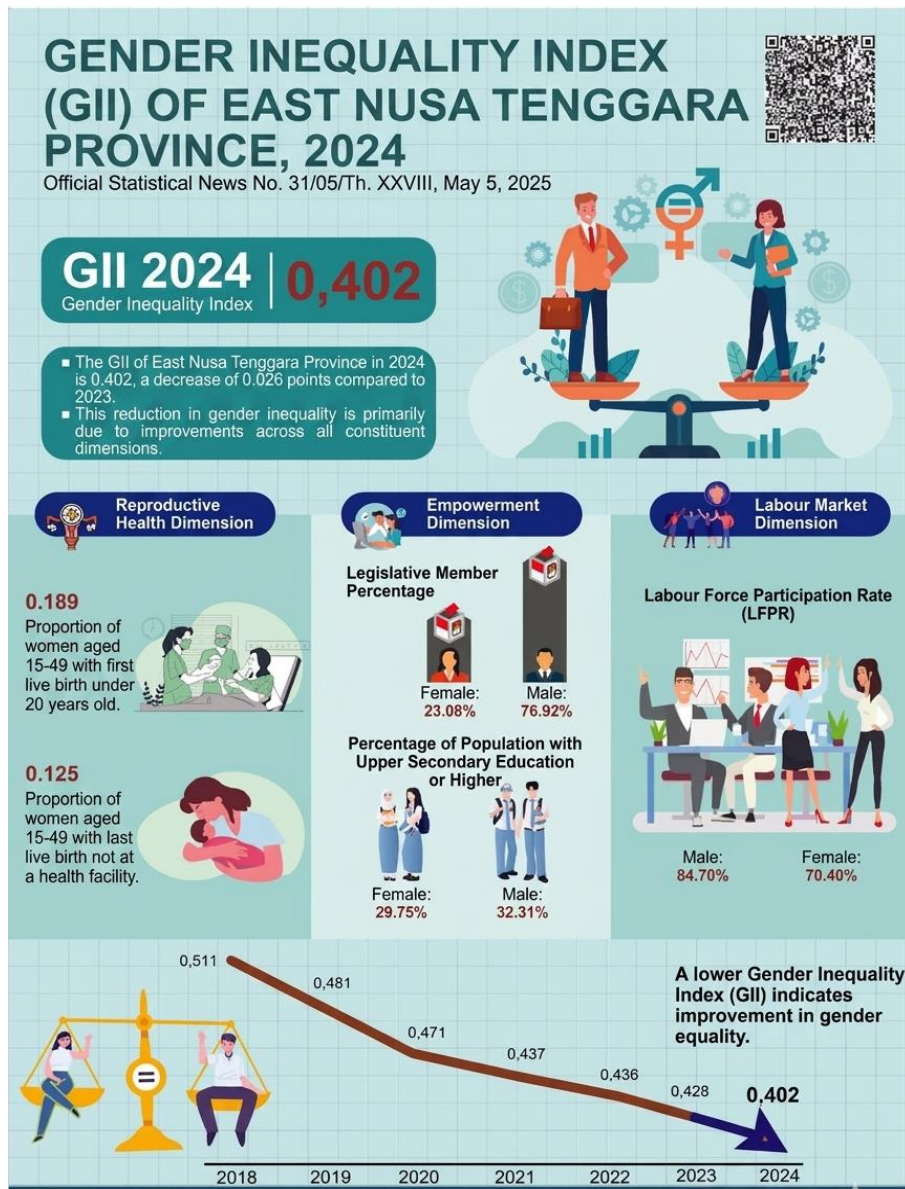 GENDER INEQUALITY INDEX
(GII) OF EAST NUSA TENGGARA
PROVINCE, 2024
Official Statistical News No. 31/05/Th. XXVIII, May 5, 2025
GII 2024
Gender Inequality Index
0,402
▪ The GII of East Nusa Tenggara Province in 2024
is 0.402, a decrease of 0.026 points compared to
2023.
▪ This reduction in gender inequality is primarily
due to improvements across all constituent
dimensions.
Reproductive
Health Dimension
0.189
Proportion of
women aged
15-49 with first
live birth under
20 years old.
0.125
Proportion of
women aged
15-49 with last
live birth not at
a health facility.
Empowerment
Dimension
Legislative Member
Percentage
Female:
23.08%
Male:
76.92%
Percentage of Population with
Upper Secondary Education
or Higher
Female:
29.75%
Male:
32.31%
Labour Market
Dimension
Labour Force Participation Rate
(LFPR)
Male:
84.70%
Female:
70.40%
0,511
0,481
0,471
0,437
0,436
0,428
0,402
A lower Gender Inequality
Index (GII) indicates
improvement in gender
equality.
2018
2019
2020
2021
2022
2023
2024